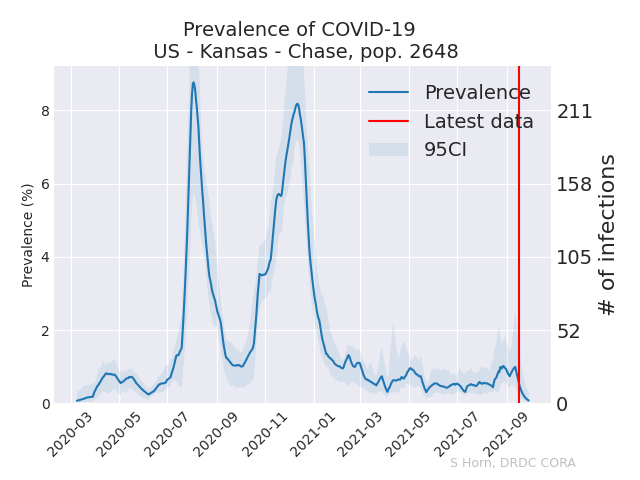 Prevalence of COVID-19
US - Kansas - Chase, pop. 2648
Prevalence
Latest data
95CI
Prevalence (%)
8
6
4
2
0
211
158
105
52
0
# of infections
2020-03
2020-05
2020-07
2020-09
2020-11
2021-01
2021-03
2021-05
2021-07
2021-09
S Horn, DRDC CORA